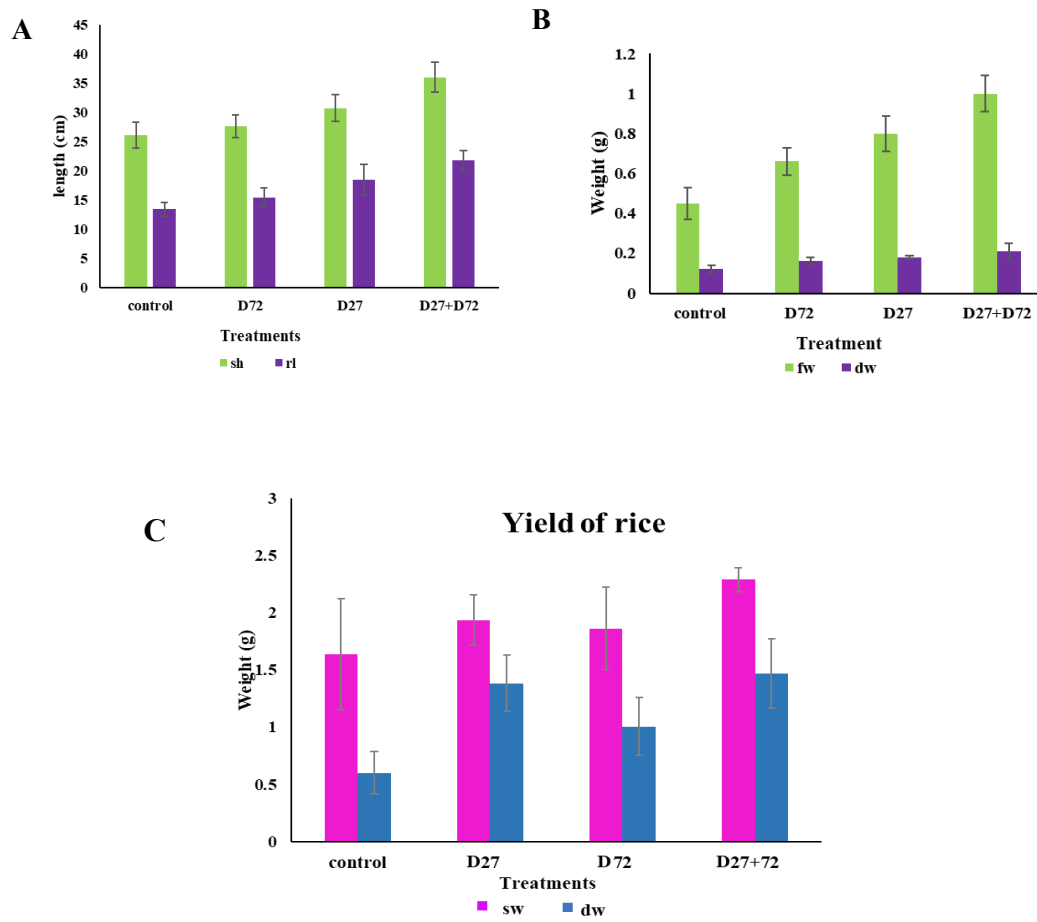 A
45
40
35
30
25
20
15
10
5
0
length (cm)
control D72 D27 D27+D72
Treatments
sh rl
B
1.2
1
0.8
0.6
0.4
0.2
0
Weight (g)
control D72 D27 D27+D72
Treatment
fw dw
C
Yield of rice
3
2.5
2
1.5
1
0.5
0
Weight (g)
control D27 D72 D27+72
Treatments
sw dw